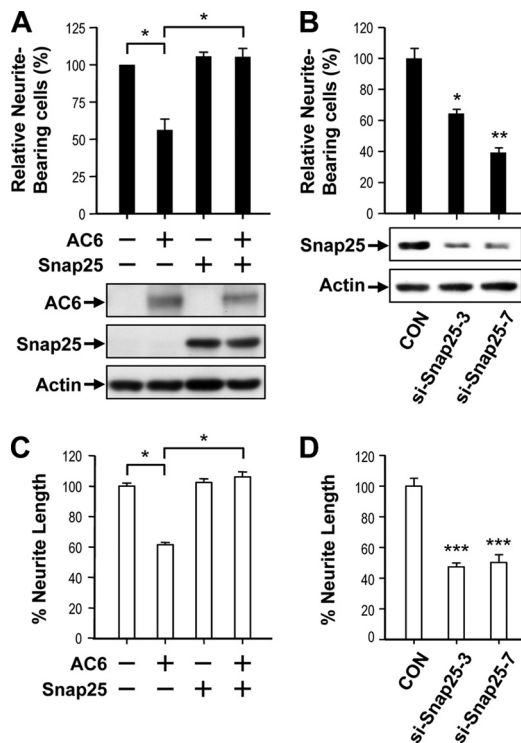 A
Relative Neurite-
Bearing cells (%)
125
100
75
50
25
0
*
*
AC6 − + − +
Snap25 − − + +
AC6
Snap25
Actin
B
Relative Neurite-
Bearing cells (%)
120
100
80
60
40
20
0
*
**
Snap25
Actin
CON
si-Snap25-3
si-Snap25-7
C
% Neurite Length
120
100
80
60
40
20
0
*
*
AC6 − + − +
Snap25 − − + +
D
% Neurite Length
120
100
80
60
40
20
0
***
***
CON
si-Snap25-3
si-Snap25-7